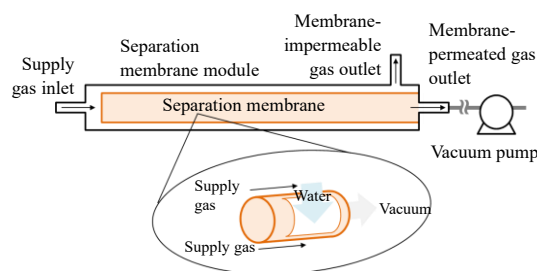 Supply
gas inlet
Separation
membrane module
Membrane-
impermeable
gas outlet
Membrane-
permeated gas
outlet
Separation membrane
Vacuum pump
Supply
gas
Water
Vacuum
Supply gas